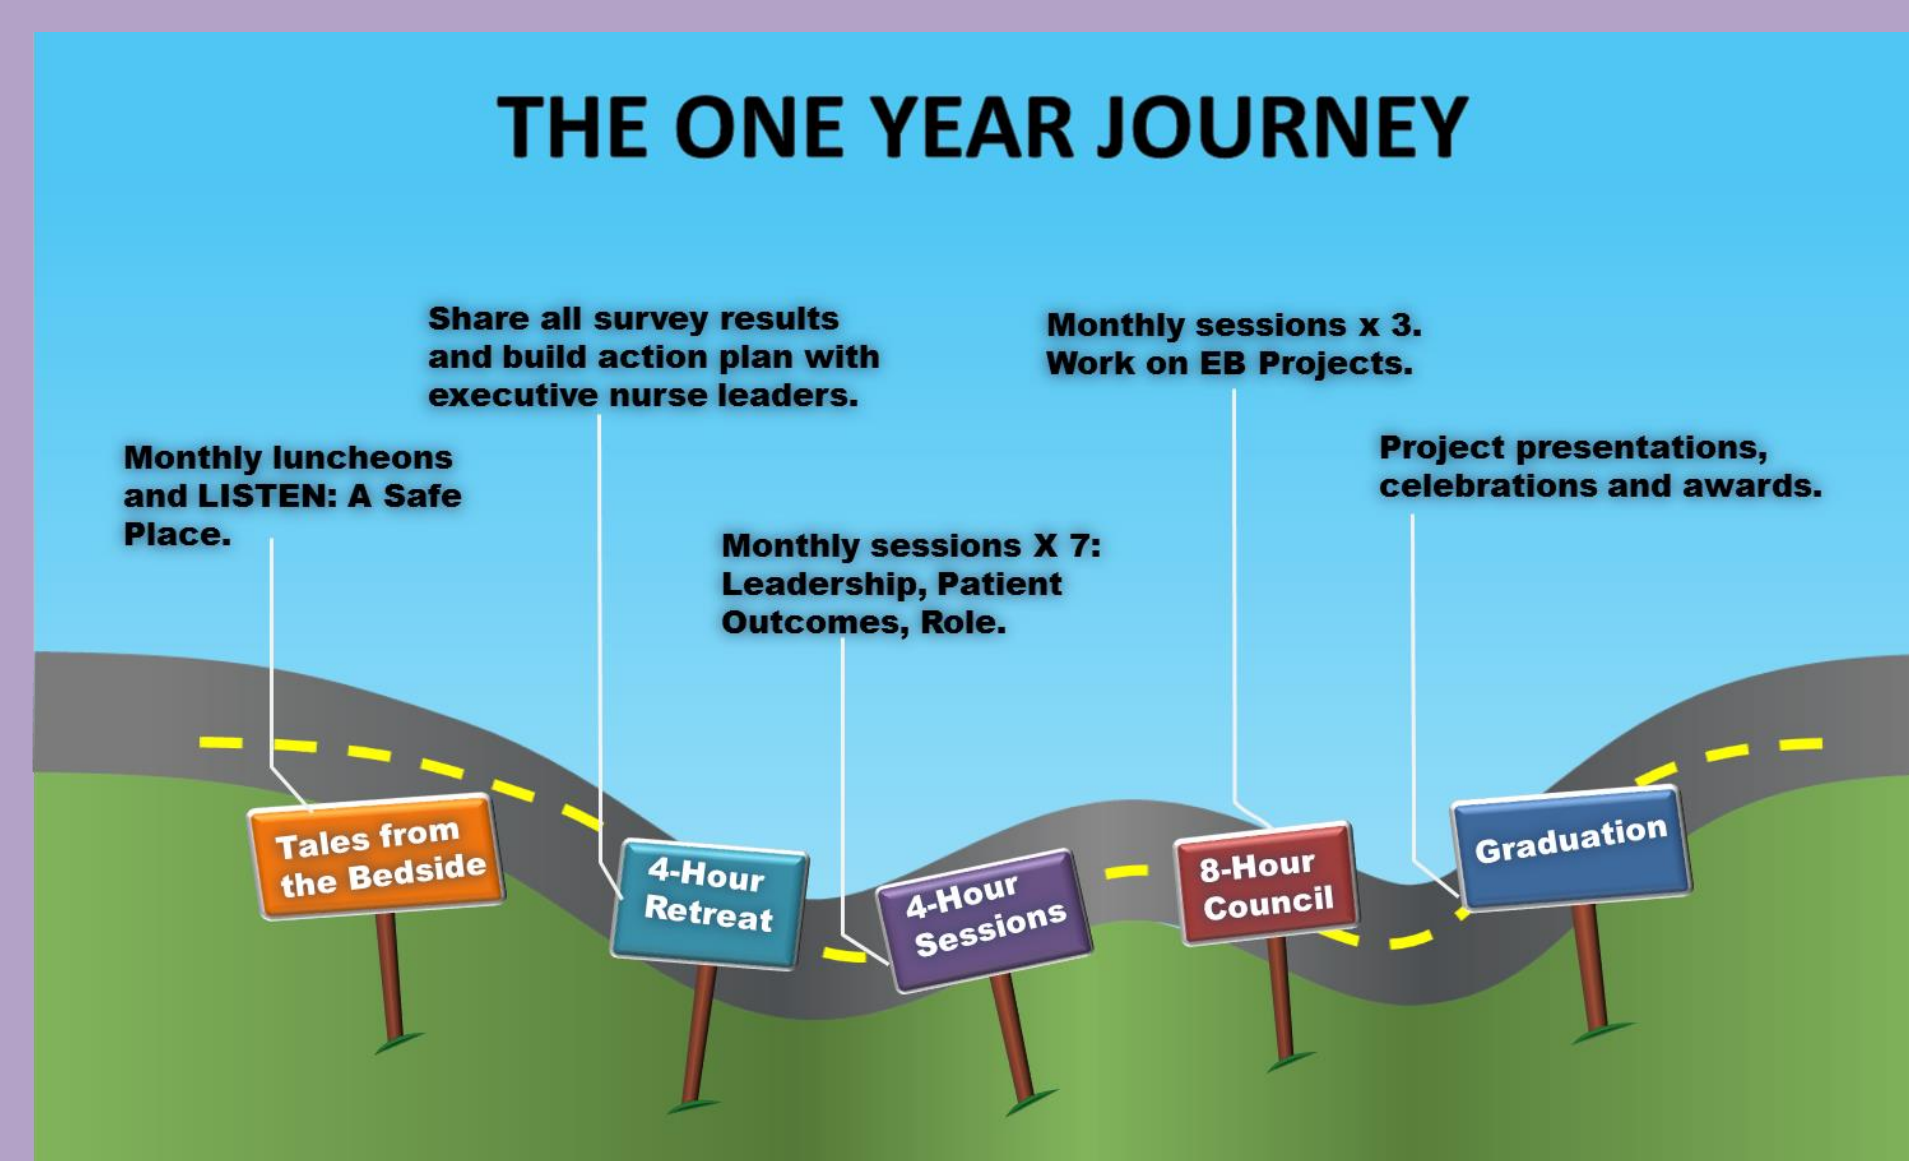 THE ONE YEAR JOURNEY
Monthly luncheons
and LISTEN: A Safe
Place.
Share all survey results
and build action plan with
executive nurse leaders.
Monthly sessions X 7:
Leadership, Patient
Outcomes, Role.
Monthly sessions x 3.
Work on EB Projects.
Project presentations,
celebrations and awards.
Tales from
the Bedside
4-Hour
Retreat
4-Hour
Sessions
8-Hour
Council
Graduation